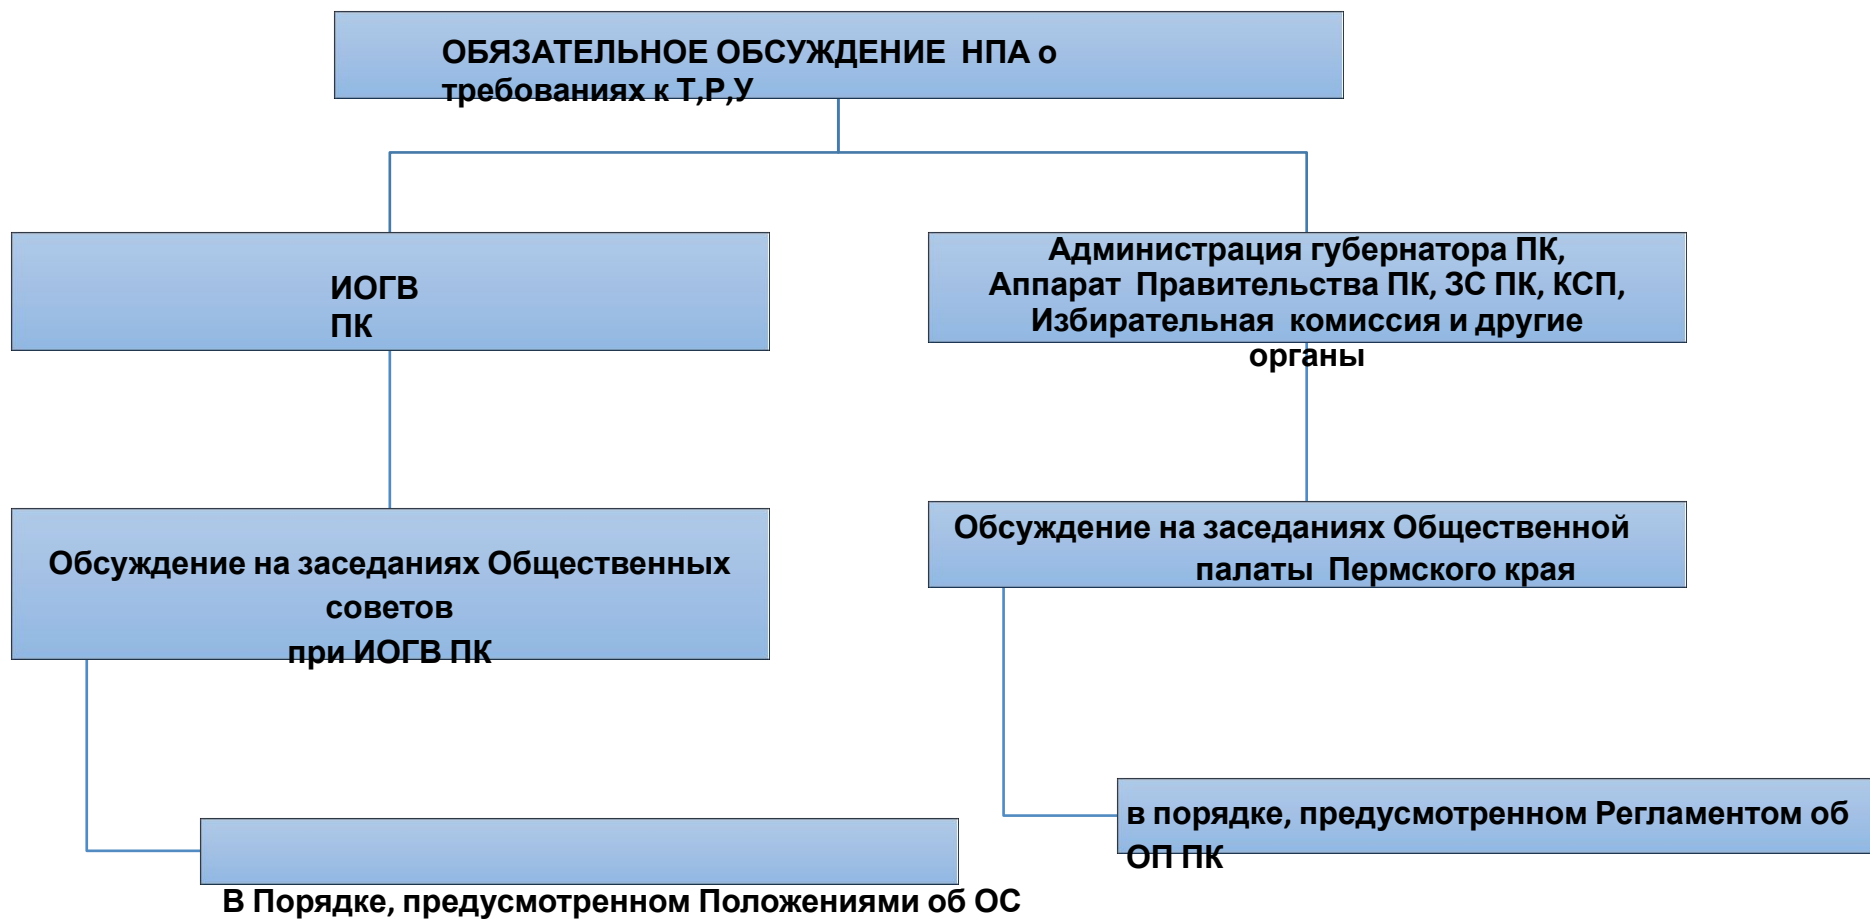 ОБЯЗАТЕЛЬНОЕ ОБСУЖДЕНИЕ НПА о
требованиях к Т,Р,У
ИОГВ
ПК
Администрация губернатора ПК,
Аппарат Правительства ПК, ЗС ПК, КСП,
Избирательная комиссия и другие
органы
Обсуждение на заседаниях Общественных
советов
при ИОГВ ПК
Обсуждение на заседаниях Общественной
палаты Пермского края
В Порядке, предусмотренном Положениями об ОС
в порядке, предусмотренном Регламентом об
ОП ПК